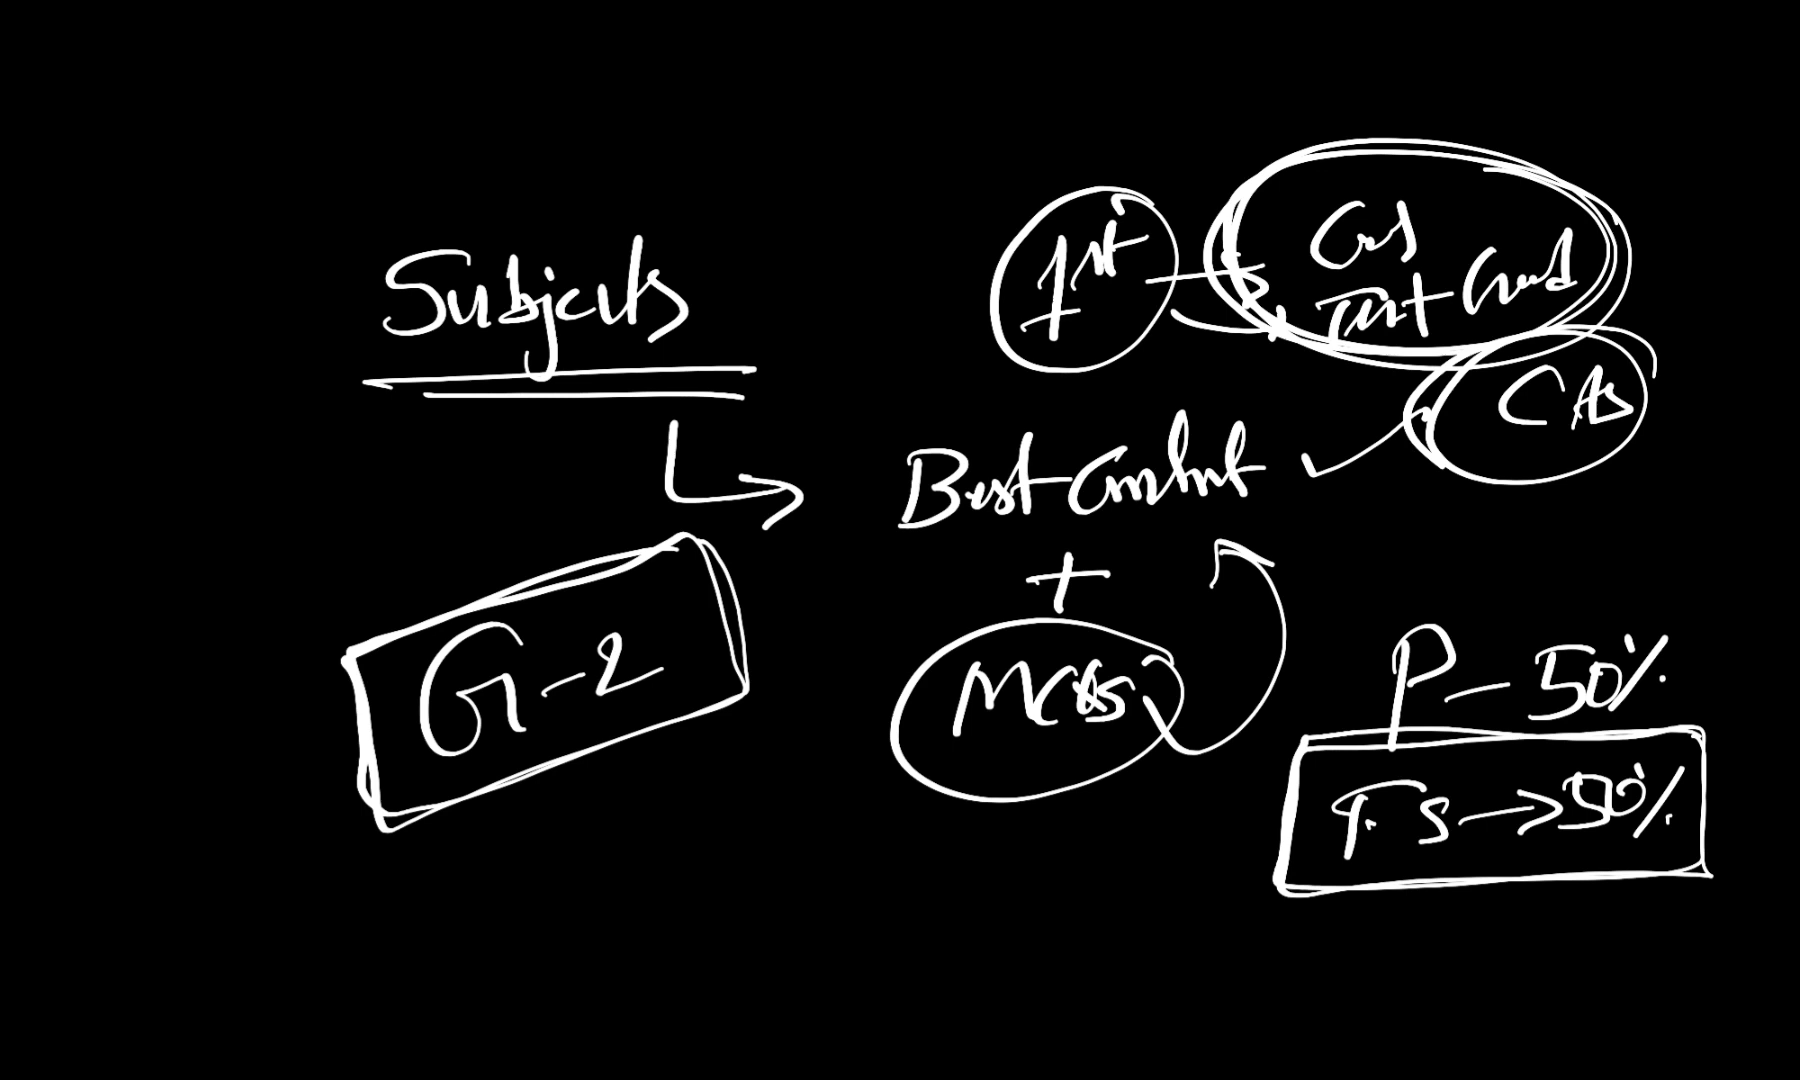 Subjects
1st
Best Content
CAs
+
MCQs
G-2
P - 50%
F.S → 50%